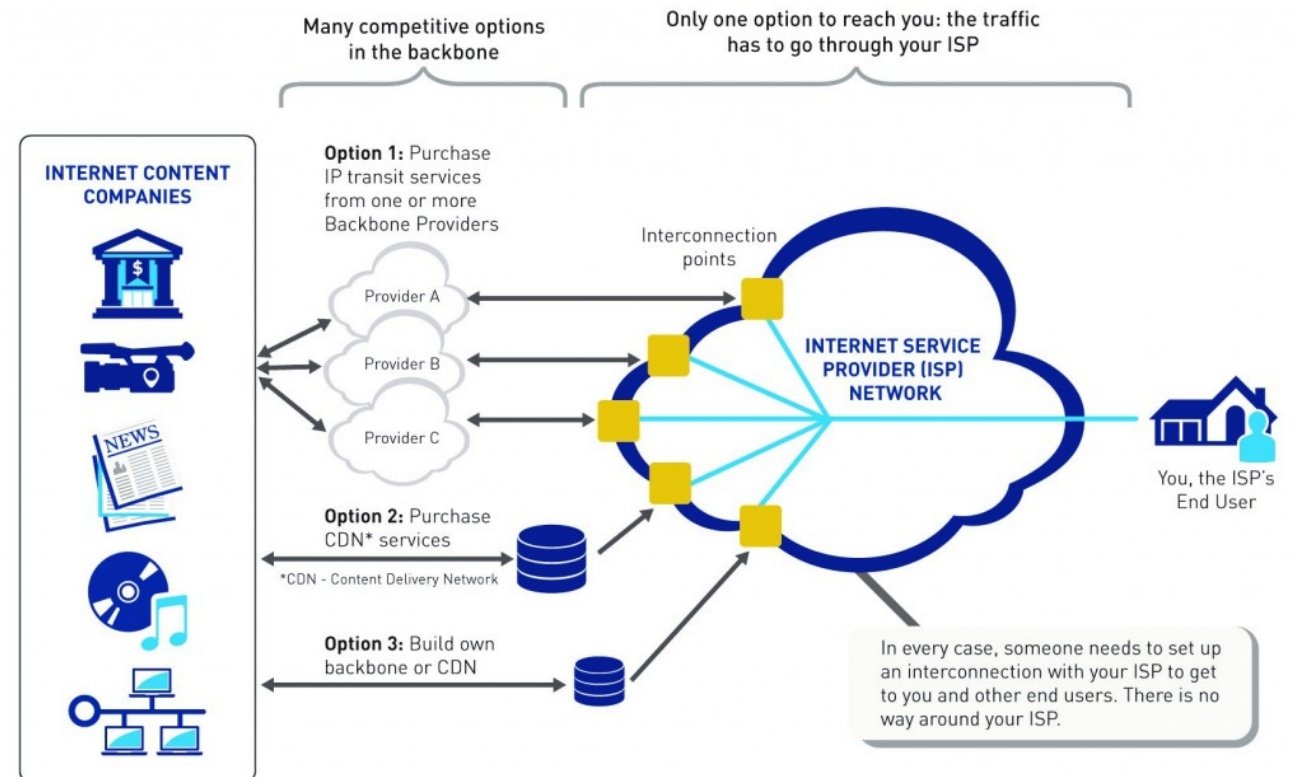 Many competitive options
in the backbone
Only one option to reach you: the traffic
has to go through your ISP
INTERNET CONTENT
COMPANIES
$
NEWS
Option 1: Purchase
IP transit services
from one or more
Backbone Providers
Provider A
Provider B
Provider C
Option 2: Purchase
CDN* services
*CDN - Content Delivery Network
Option 3: Build own
backbone or CDN
Interconnection
points
INTERNET SERVICE
PROVIDER (ISP)
NETWORK
You, the ISP's
End User
In every case, someone needs to set up
an interconnection with your ISP to get
to you and other end users. There is no
way around your ISP.